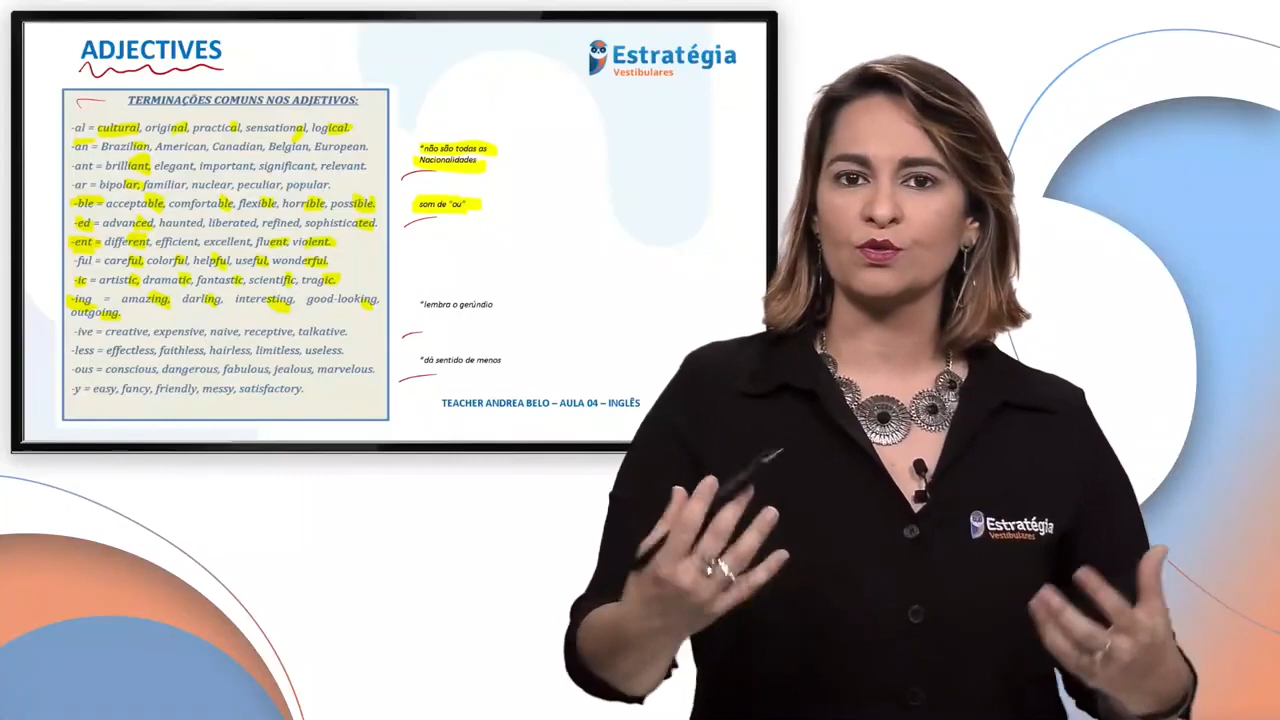 ADJECTIVES
Estratégia
Vestibulares
TERMINAÇÕES COMUNS NOS ADJETIVOS:
-al = cultural, original, practical, sensational, logical.
-an = Brazilian, American, Canadian, Belgian, European.
-ant = brilliant, elegant, important, significant, relevant.
-ar = bipolar, familiar, nuclear, peculiar, popular.
-ble = acceptable, comfortable, flexible, horrible, possible.
-ed = advanced, haunted, liberated, refined, sophisticated.
-ent = different, efficient, excellent, fluent, violent.
-ful = careful, colorful, helpful, useful, wonderful.
-ic = artistic, dramatic, fantastic, scientific, tragic.
-ing = amazing, darling, interesting, good-looking,
outgoing.
-ive = creative, expensive, naive, receptive, talkative.
-less = effectless, faithless, hairless, limitless, useless.
-ous = conscious, dangerous, fabulous, jealous, marvelous.
-y = easy, fancy, friendly, messy, satisfactory.
*não são todas as
Nacionalidades
som de "ou"
*lembra o gerúndio
*dá sentido de menos
TEACHER ANDREA BELO – AULA 04 – INGLÊS
Estratégia
Vestibulares